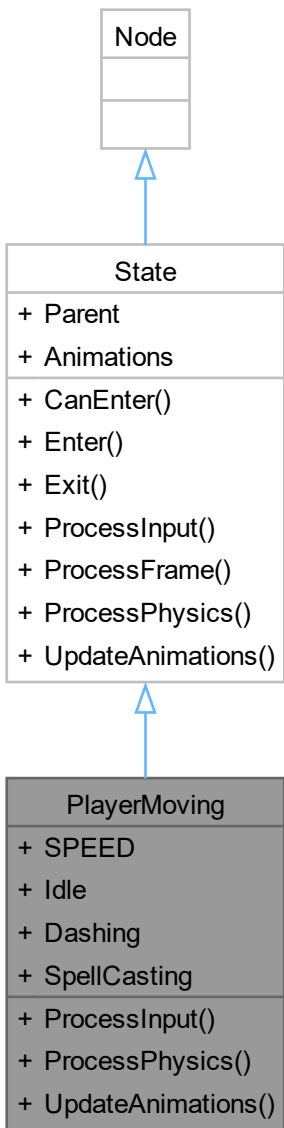 Node
State
+ Parent
+ Animations
+ CanEnter()
+ Enter()
+ Exit()
+ ProcessInput()
+ ProcessFrame()
+ ProcessPhysics()
+ UpdateAnimations()
PlayerMoving
+ SPEED
+ Idle
+ Dashing
+ SpellCasting
+ ProcessInput()
+ ProcessPhysics()
+ UpdateAnimations()